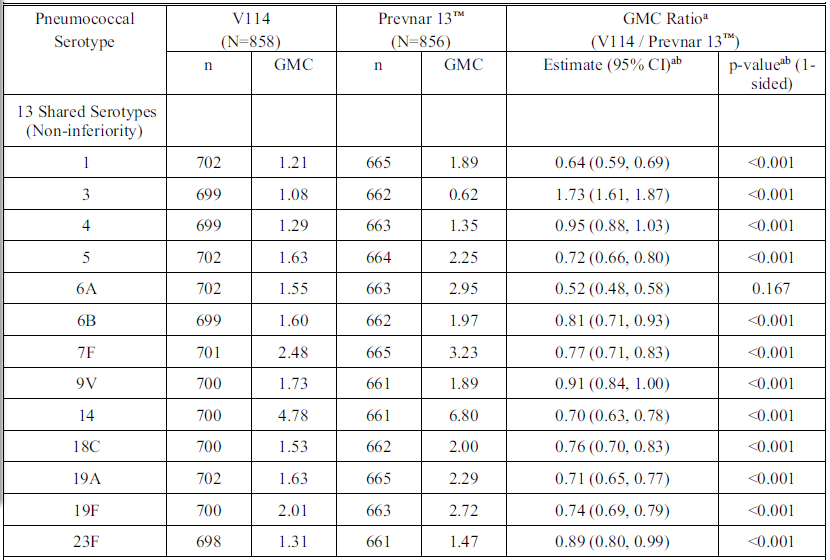 Pneumococcal Serotype V114 (N=858) Prevnar 13™ (N=856) GMC Ratioᵃ (V114 / Prevnar 13™)
n GMC n GMC Estimate (95% CI)ᵃᵇ p-valueᵃᵇ (1-sided)
13 Shared Serotypes
(Non-inferiority)
1 702 1.21 665 1.89 0.64 (0.59, 0.69) <0.001
3 699 1.08 662 0.62 1.73 (1.61, 1.87) <0.001
4 699 1.29 663 1.35 0.95 (0.88, 1.03) <0.001
5 702 1.63 664 2.25 0.72 (0.66, 0.80) <0.001
6A 702 1.55 663 2.95 0.52 (0.48, 0.58) 0.167
6B 699 1.60 662 1.97 0.81 (0.71, 0.93) <0.001
7F 701 2.48 665 3.23 0.77 (0.71, 0.83) <0.001
9V 700 1.73 661 1.89 0.91 (0.84, 1.00) <0.001
14 700 4.78 661 6.80 0.70 (0.63, 0.78) <0.001
18C 700 1.53 662 2.00 0.76 (0.70, 0.83) <0.001
19A 702 1.63 665 2.29 0.71 (0.65, 0.77) <0.001
19F 700 2.01 663 2.72 0.74 (0.69, 0.79) <0.001
23F 698 1.31 661 1.47 0.89 (0.80, 0.99) <0.001